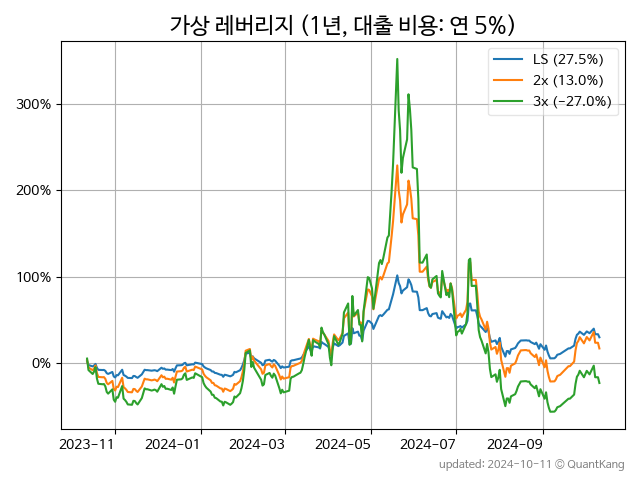 가상 레버리지 (1년, 대출 비용: 연 5%)
LS (27.5%)
2x (13.0%)
3x (−27.0%)
300%
200%
100%
0%
2023-11 2024-01 2024-03 2024-05 2024-07 2024-09
updated: 2024-10-11 © QuantKang